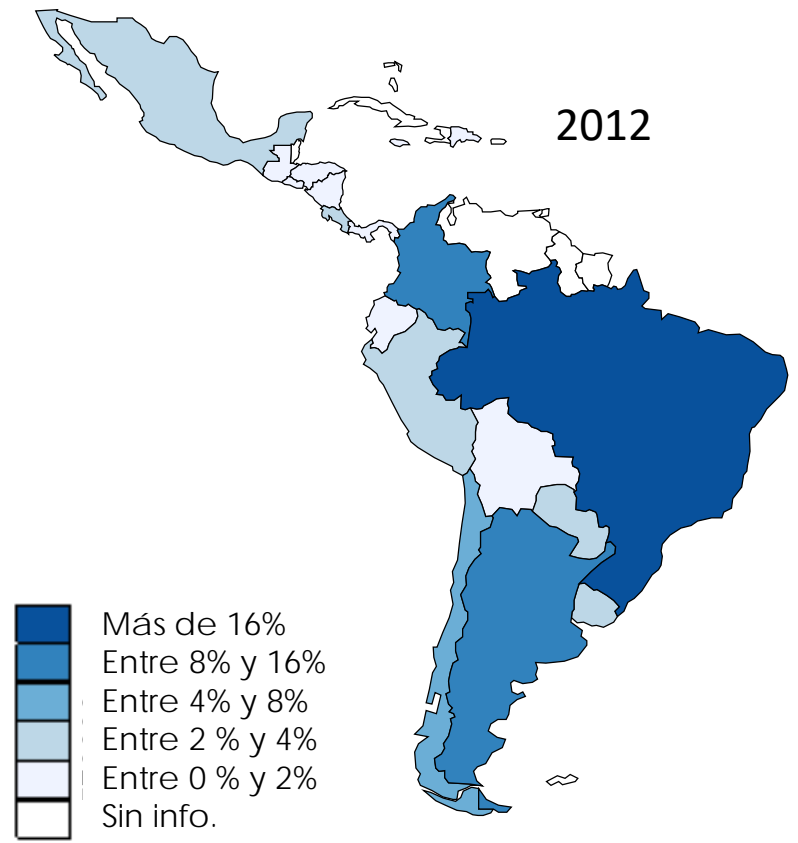 2012
Más de 16%
Entre 8% y 16%
Entre 4% y 8%
Entre 2 % y 4%
Entre 0 % y 2%
Sin info.